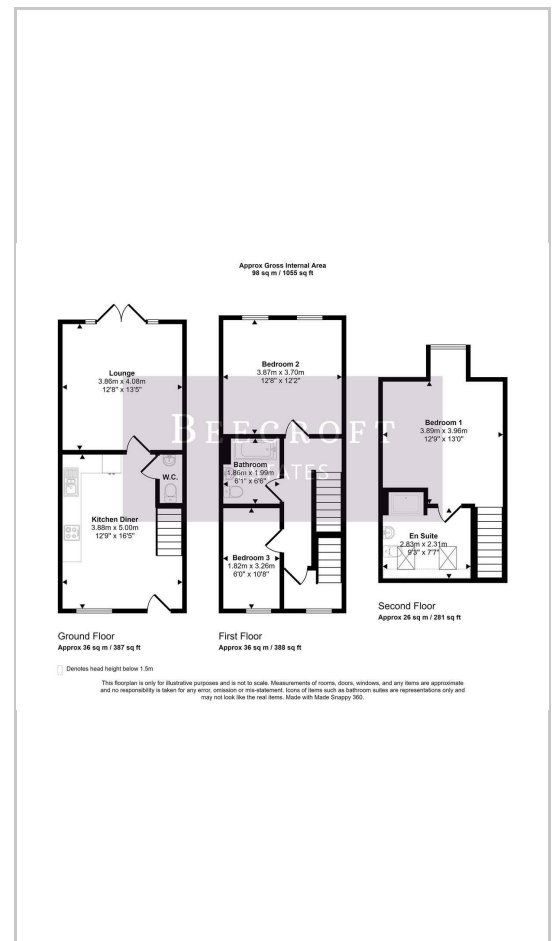 Approx Gross Internal Area
98 sq m / 1055 sq ft
Lounge
3.86m x 4.08m
12'8" x 13'5"
Bedroom 2
3.87m x 3.70m
12'8" x 12'2"
Bedroom 1
3.89m x 3.96m
12'9" x 13'0"
BEECROFT
ESTATES
W.C.
Bathroom
1.86m x 1.99m
6'1" x 6'6"
Kitchen Diner
3.88m x 5.00m
12'9" x 16'5"
Bedroom 3
1.82m x 3.26m
6'0" x 10'8"
En Suite
2.83m x 2.31m
9'3" x 7'7"
Ground Floor
Approx 36 sq m / 387 sq ft
First Floor
Approx 36 sq m / 388 sq ft
Second Floor
Approx 26 sq m / 281 sq ft
Denotes head height below 1.5m
This floorplan is only for illustrative purposes and is not to scale. Measurements of rooms, doors, windows, and any items are approximate
and no responsibility is taken for any error, omission or mis-statement. Icons of items such as bathroom suites are representations only and
may not look like the real items. Made with Made Snappy 360.